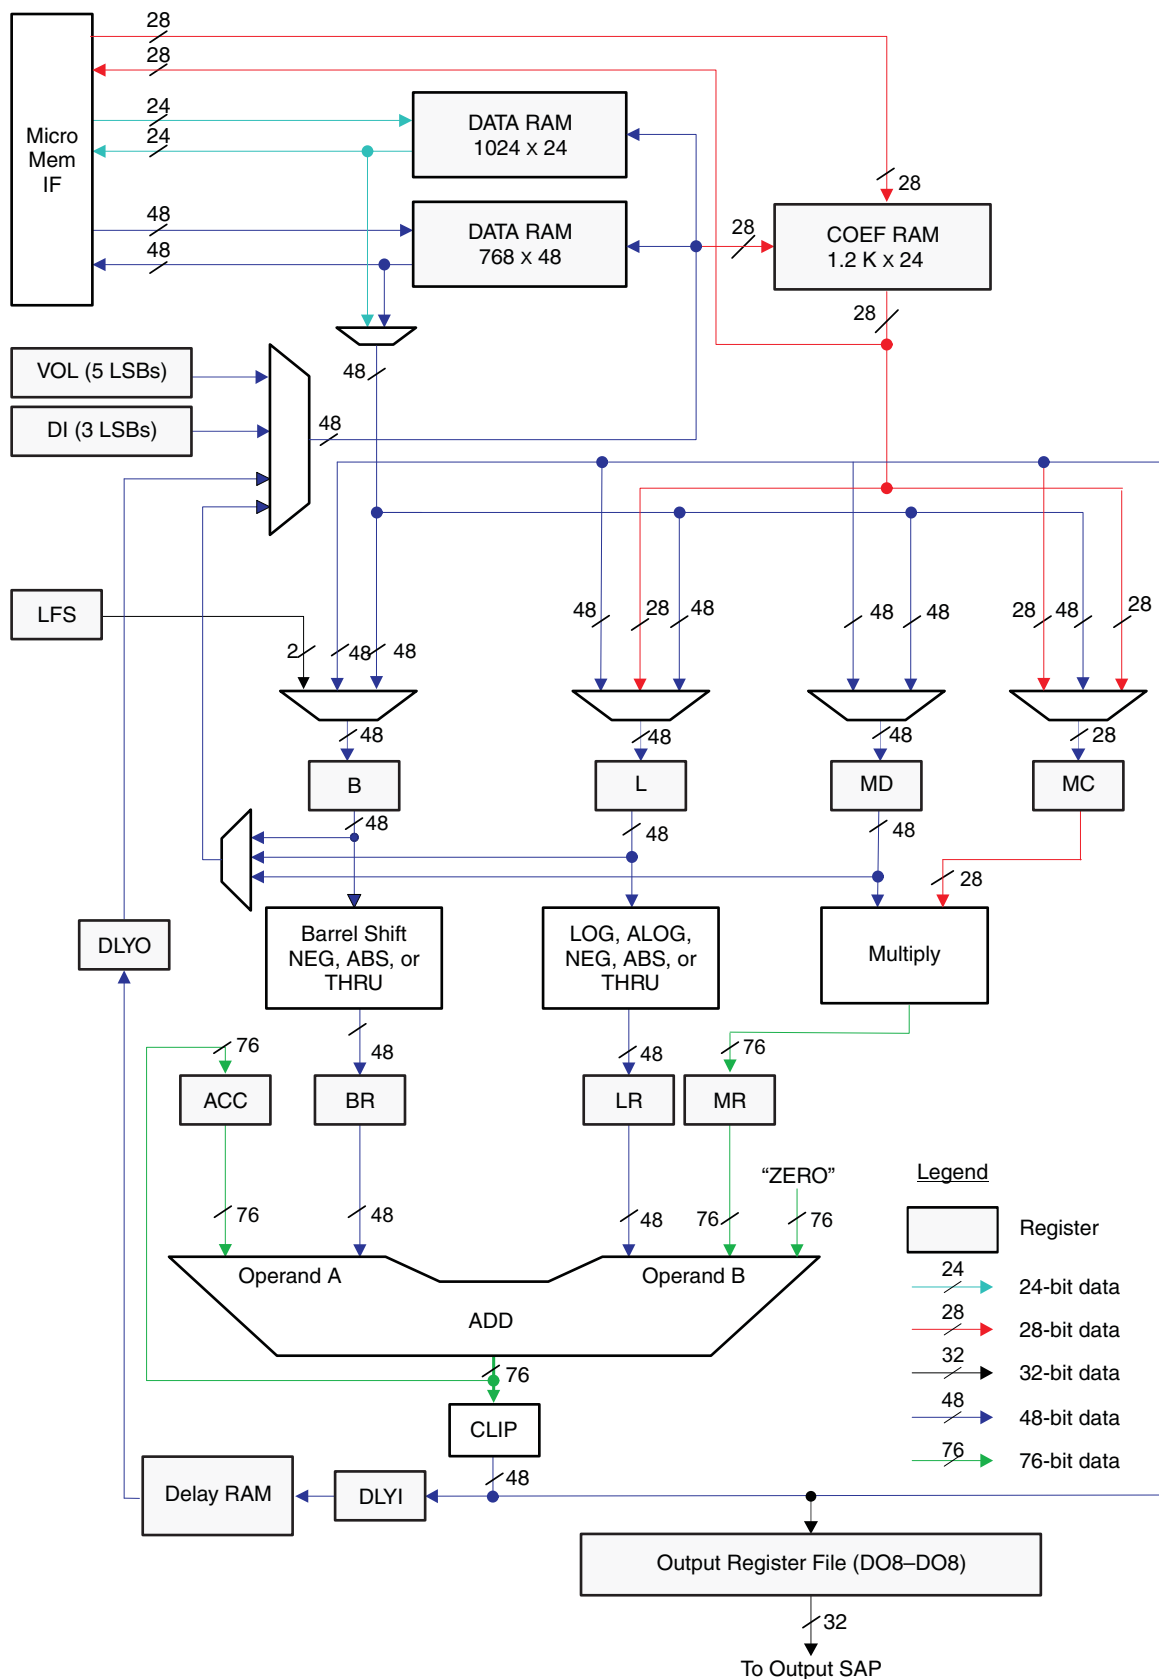 28
28
24
24
Micro
Mem
IF
DATA RAM
1024 X 24
28
48
48
DATA RAM
768 X 48
28
COEF RAM
1.2 K X 24
28
VOL (5 LSBs)
48
DI (3 LSBs)
48
LFS
2
48
48
48
28
48
48
48
28
48
28
48
48
48
28
B
L
MD
MC
48
48
48
28
DLYO
Barrel Shift
NEG, ABS, or
THRU
LOG, ALOG,
NEG, ABS, or
THRU
Multiply
76
48
48
76
ACC
BR
LR
MR
“ZERO”
76
48
48
76
76
Operand A
Operand B
ADD
76
CLIP
48
Delay RAM
DLYI
Legend
Register
24
24-bit data
28
28-bit data
32
32-bit data
48
48-bit data
76
76-bit data
Output Register File (DO8–DO8)
32
To Output SAP